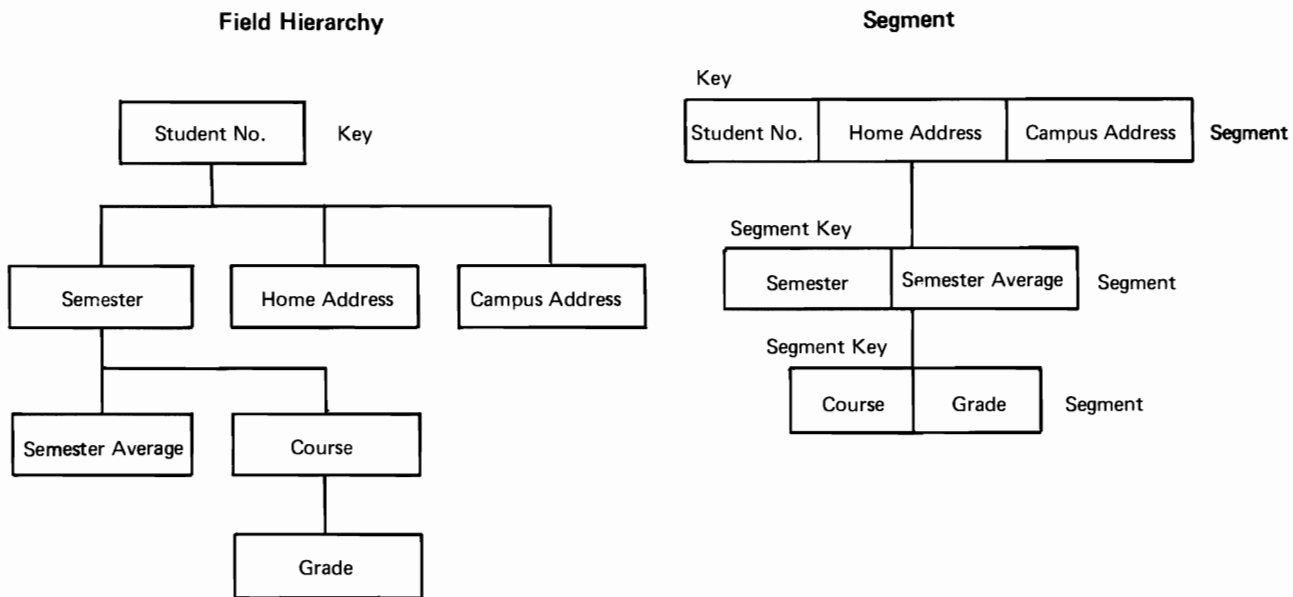 Field Hierarchy
Student No. Key
Semester Home Address Campus Address
Semester Average Course
Grade
Segment
Key
Student No. Home Address Campus Address Segment
Segment Key
Semester Semester Average Segment
Segment Key
Course Grade Segment